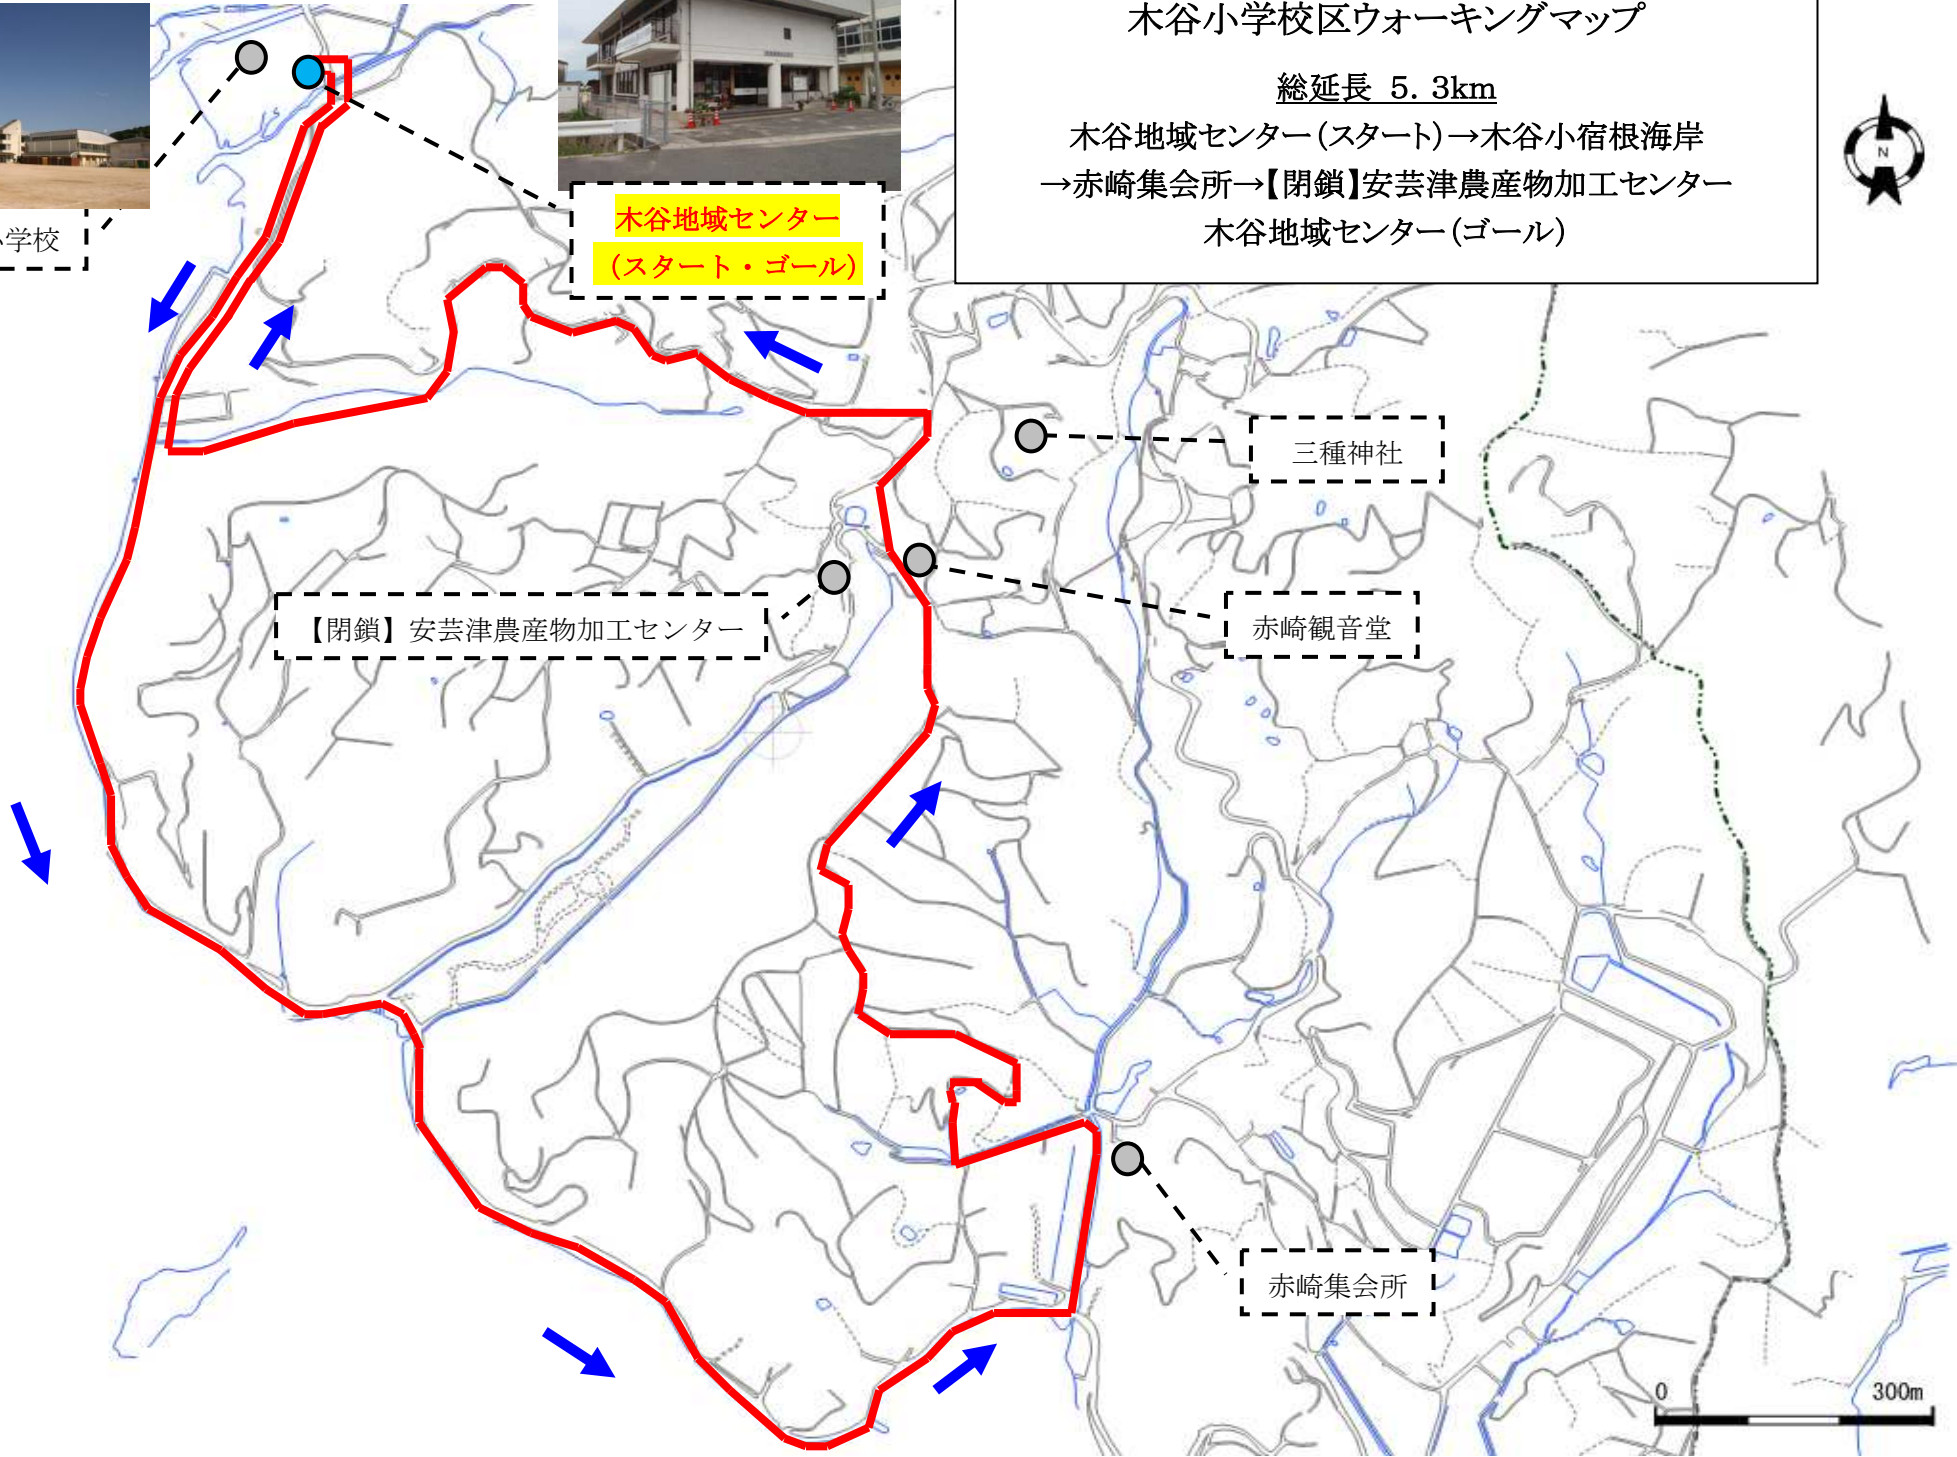 木谷小学校区ウォーキングマップ
総延長 5.3km
木谷地域センター(スタート)→木谷小宿根海岸
→赤崎集会所→【閉鎖】安芸津農産物加工センター
木谷地域センター(ゴール)
N
小学校
木谷地域センター
(スタート・ゴール)
三種神社
【閉鎖】安芸津農産物加工センター
赤崎観音堂
赤崎集会所
0 300m